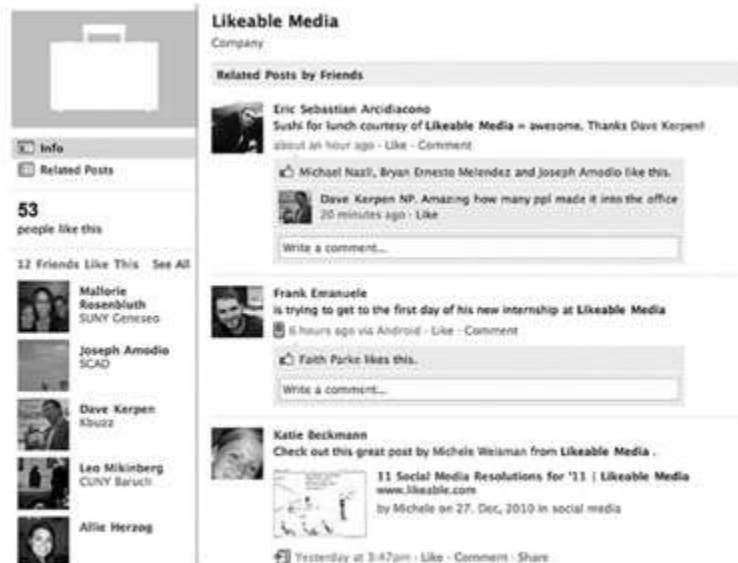 Likeable Media
Company
Related Posts by Friends
Info
Related Posts
53
people like this
12 Friends Like This See All
Mallorie
Rosenbluth
SUNY Geneseo
Joseph Amodio
SCAD
Dave Kerpen
Kbuzz
Leo Mikinberg
CUNY Baruch
Allie Herzog
Eric Sebastian Arcidiacono
Sushi for lunch courtesy of Likeable Media = awesome. Thanks Dave Kerpen!
about an hour ago · Like · Comment
Michael Nazli, Bryan Ernesto Melendez and Joseph Amodio like this.
Dave Kerpen NP. Amazing how many ppl made it into the office
20 minutes ago · Like
Write a comment...
Frank Emanuele
is trying to get to the first day of his new internship at Likeable Media
6 hours ago via Android · Like · Comment
Faith Parke likes this.
Write a comment...
Katie Beckmann
Check out this great post by Michele Weisman from Likeable Media .
11 Social Media Resolutions for '11 | Likeable Media
www.likeable.com
by Michele on 27. Dec, 2010 in social media
Yesterday at 3:47pm · Like · Comment · Share